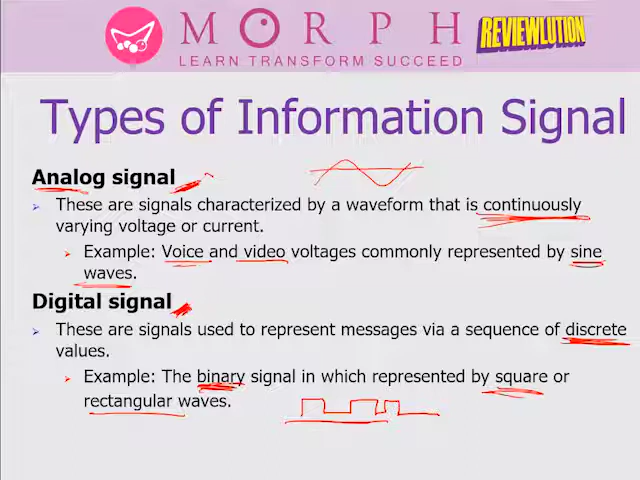 MORPH
REVIEWLUTION
LEARN TRANSFORM SUCCEED
Types of Information Signal
Analog signal
These are signals characterized by a waveform that is continuously
varying voltage or current.
Example: Voice and video voltages commonly represented by sine
waves.
Digital signal
These are signals used to represent messages via a sequence of discrete
values.
Example: The binary signal in which represented by square or
rectangular waves.